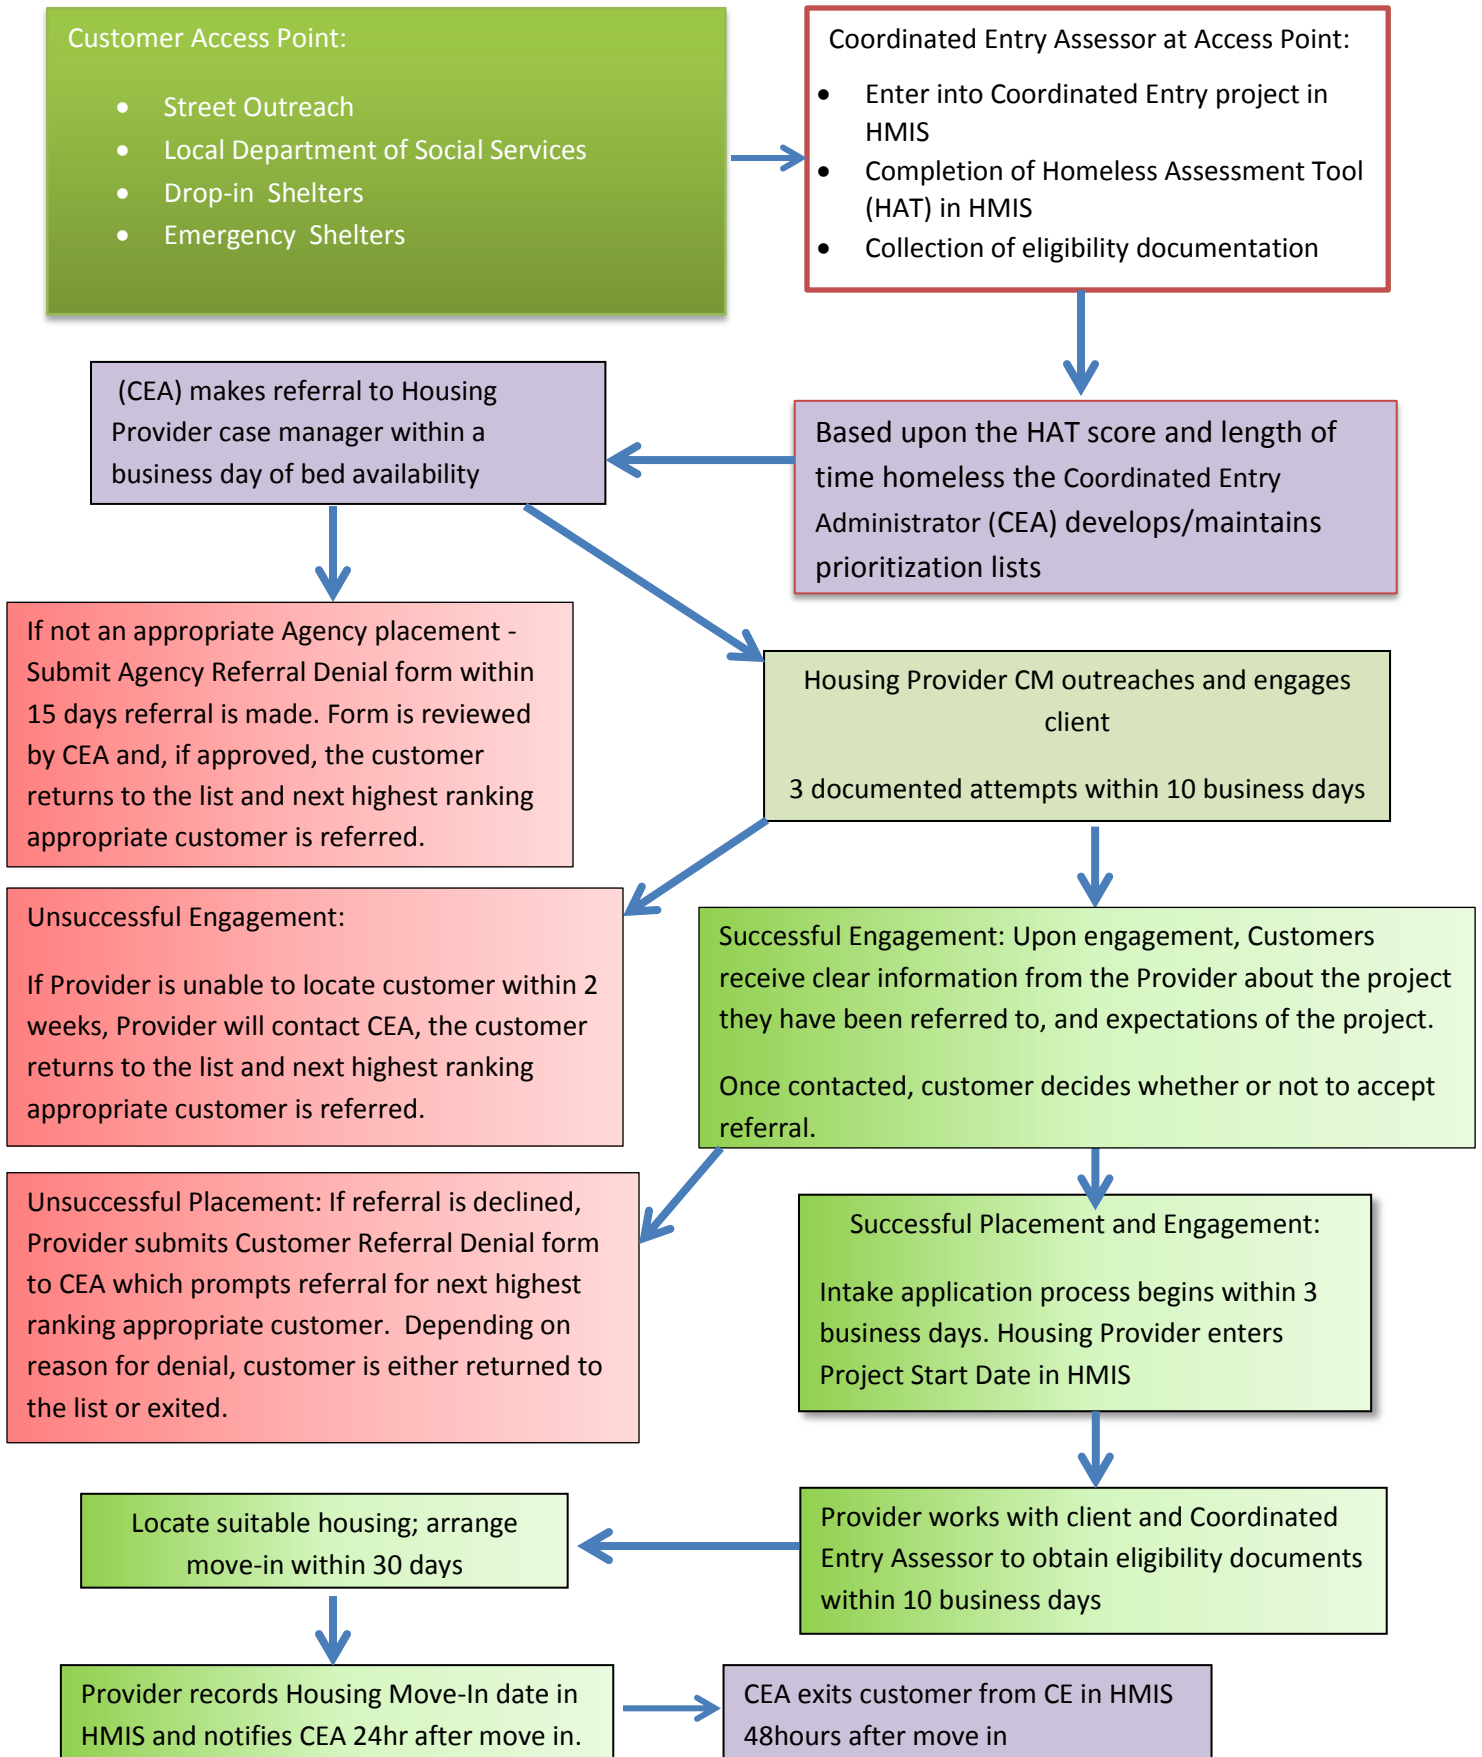 Customer Access Point:
• Street Outreach
• Local Department of Social Services
• Drop-in Shelters
• Emergency Shelters
Coordinated Entry Assessor at Access Point:
• Enter into Coordinated Entry project in
HMIS
• Completion of Homeless Assessment Tool
(HAT) in HMIS
• Collection of eligibility documentation
(CEA) makes referral to Housing
Provider case manager within a
business day of bed availability
Based upon the HAT score and length of
time homeless the Coordinated Entry
Administrator (CEA) develops/maintains
prioritization lists
If not an appropriate Agency placement -
Submit Agency Referral Denial form within
15 days referral is made. Form is reviewed
by CEA and, if approved, the customer
returns to the list and next highest ranking
appropriate customer is referred.
Housing Provider CM outreaches and engages
client
3 documented attempts within 10 business days
Unsuccessful Engagement:
If Provider is unable to locate customer within 2
weeks, Provider will contact CEA, the customer
returns to the list and next highest ranking
appropriate customer is referred.
Successful Engagement: Upon engagement, Customers
receive clear information from the Provider about the project
they have been referred to, and expectations of the project.
Once contacted, customer decides whether or not to accept
referral.
Unsuccessful Placement: If referral is declined,
Provider submits Customer Referral Denial form
to CEA which prompts referral for next highest
ranking appropriate customer. Depending on
reason for denial, customer is either returned to
the list or exited.
Successful Placement and Engagement:
Intake application process begins within 3
business days. Housing Provider enters
Project Start Date in HMIS
Locate suitable housing; arrange
move-in within 30 days
Provider works with client and Coordinated
Entry Assessor to obtain eligibility documents
within 10 business days
Provider records Housing Move-In date in
HMIS and notifies CEA 24hr after move in.
CEA exits customer from CE in HMIS
48hours after move in